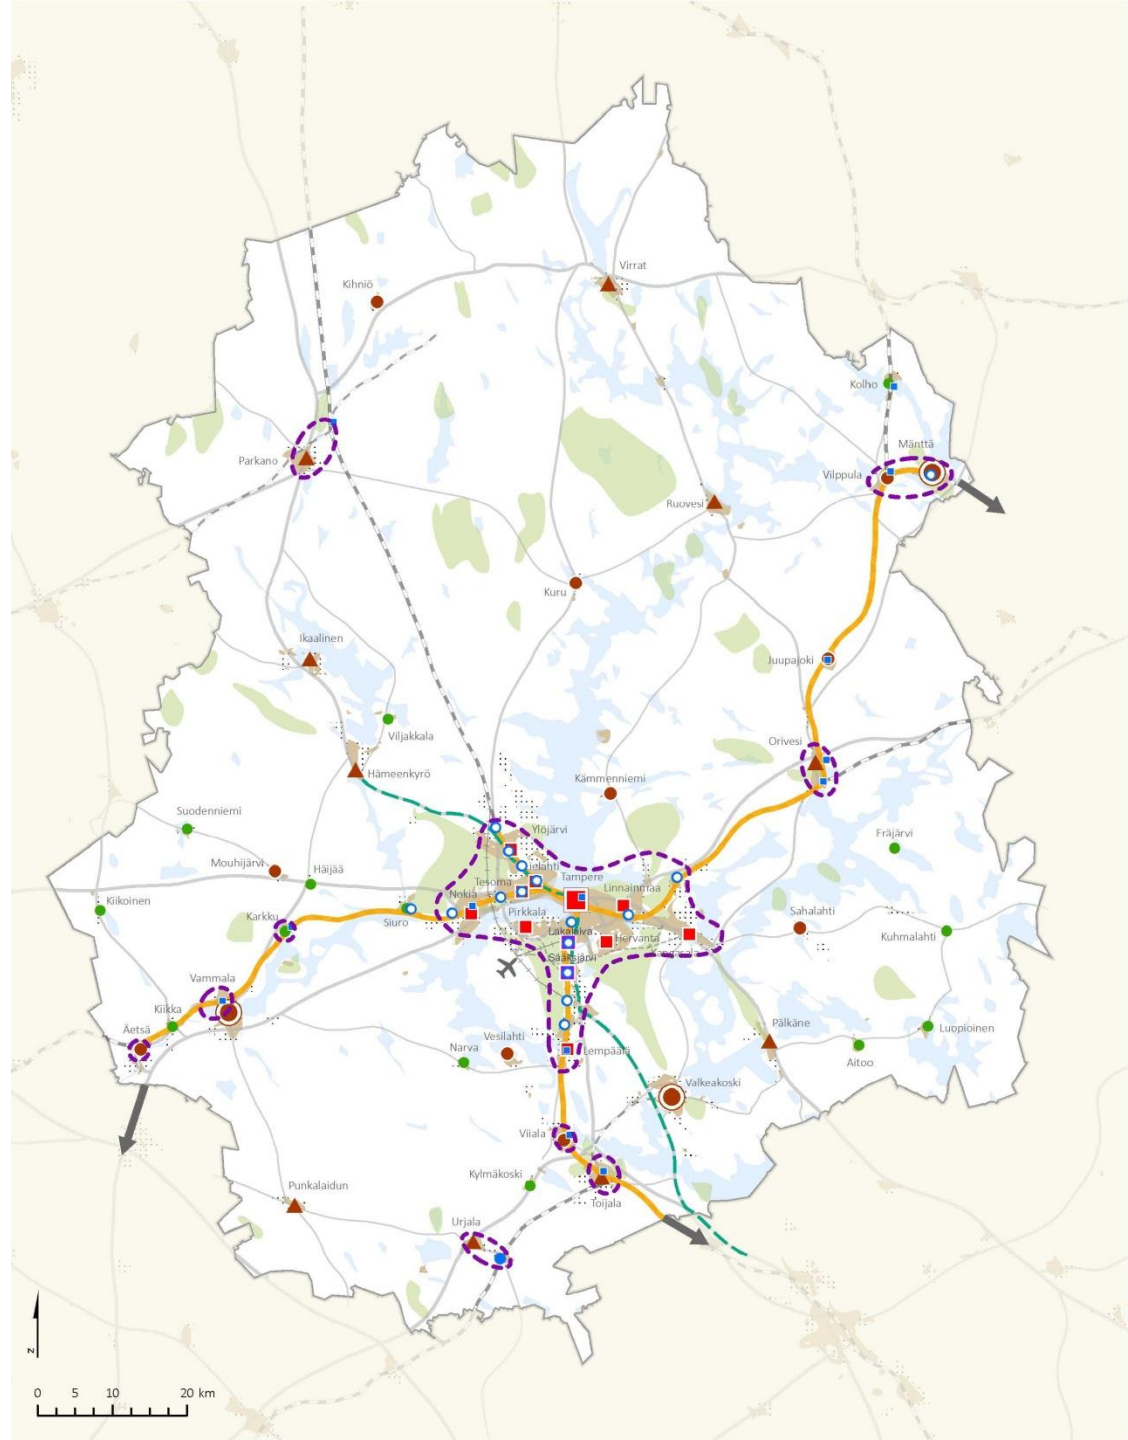 Virrat
Kihniö
Kolho
Mänttä
Parkano
Vilppula
Ruovesi
Kuru
Ikaalinen
Juupajoki
Viljakkala
Orivesi
Hämeenkyrö
Kämmenniemi
Suodenniemi
Ylöjärvi
Fräjärvi
Mouhijärvi
Häijää
Tesoma
Tampere
Linnainmaa
Kiikoinen
Nokia
Karkku
Siuro
Pirkkala
Sahalahti
Lakalaiva
Hervanta
Kuhmalahti
Kangasala
Sääksjärvi
Vammala
Kiikka
Äetsä
Pälkäne
Luopioinen
Vesilahti
Narva
Lempäälä
Aitoo
Valkeakoski
Viiala
Kylmäkoski
Punkalaidun
Toijala
Urjala
N
0 5 10 20 km